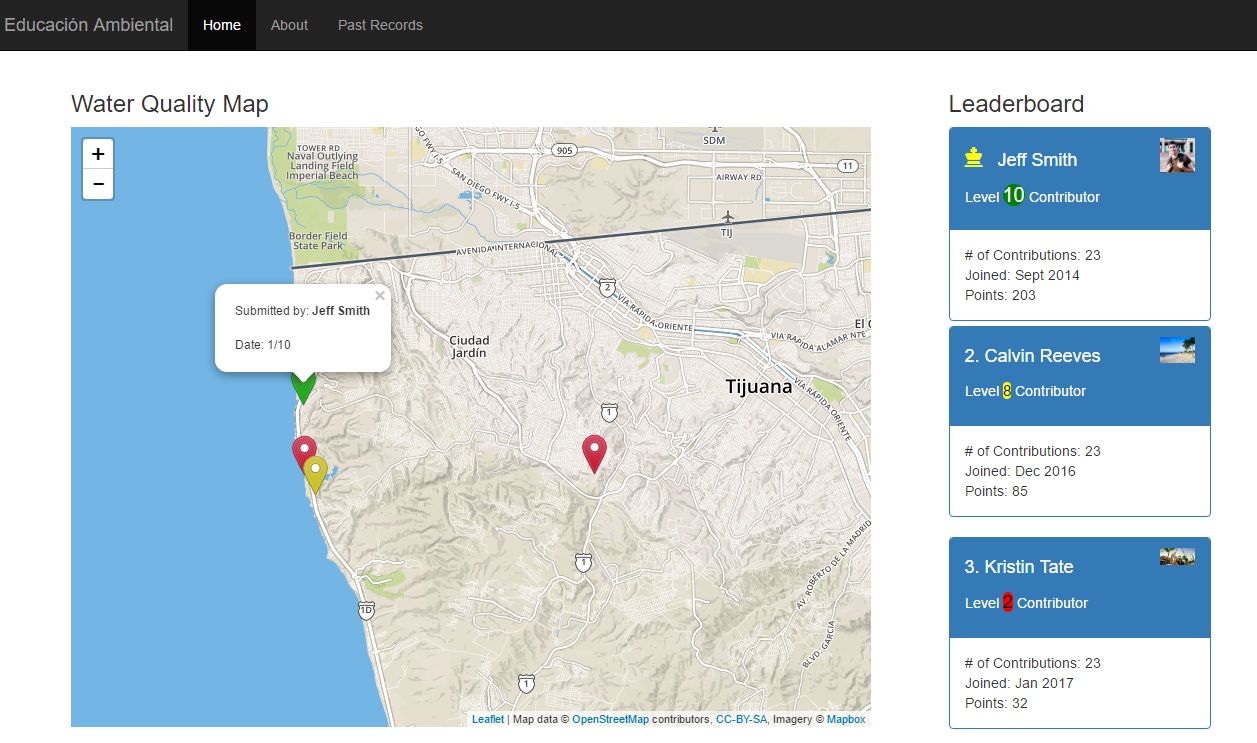 Educación Ambiental
Home
About
Past Records
Water Quality Map
+
−
TOWER RD
Naval Outlying
Landing Field
Imperial Beach
Border Field
State Park
SAN DIEGO FWY I-5
905
SDM
11
AIRWAY RD
TIJ
AVENIDA INTERNACIONAL
2
VIA RAPIDA ORIENTE
VIA RAPIDA ALAMAR NTE
VIA RAPIDA ORIENTE
×
Submitted by: Jeff Smith
Date: 1/10
Ciudad
Jardín
Tijuana
1
1
1D
1
AV. ROBERTO DE LA MADRID
BLVD. GARCIA
Leaflet | Map data © OpenStreetMap contributors, CC-BY-SA, Imagery © Mapbox
Leaderboard
Jeff Smith
Level 10 Contributor
# of Contributions: 23
Joined: Sept 2014
Points: 203
2. Calvin Reeves
Level 8 Contributor
# of Contributions: 23
Joined: Dec 2016
Points: 85
3. Kristin Tate
Level 2 Contributor
# of Contributions: 23
Joined: Jan 2017
Points: 32